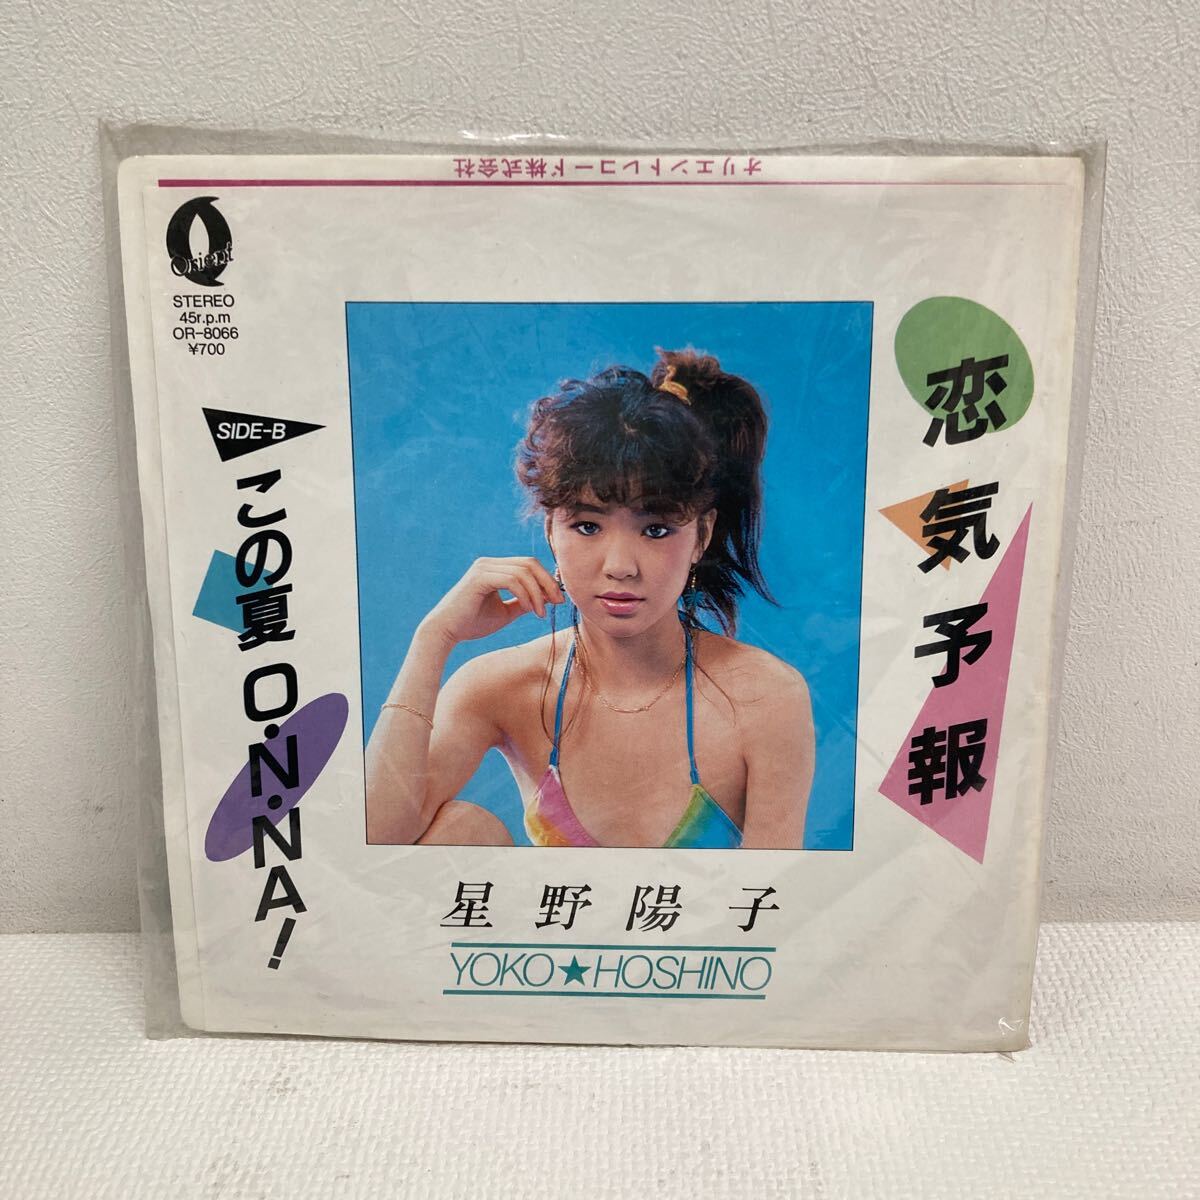 オリエントレコード株式会社
Orient
STEREO
45r.p.m
OR-8066
¥700
恋気予報
SIDE-B
この夏 O・N・NA!
星野陽子
YOKO★HOSHINO